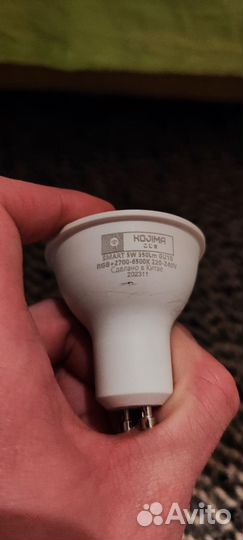 KOJIMA
SMART 5W 350Lm GU10
RGB+2700-6500K 220-240V
Сделано в Китае
202311
Avito